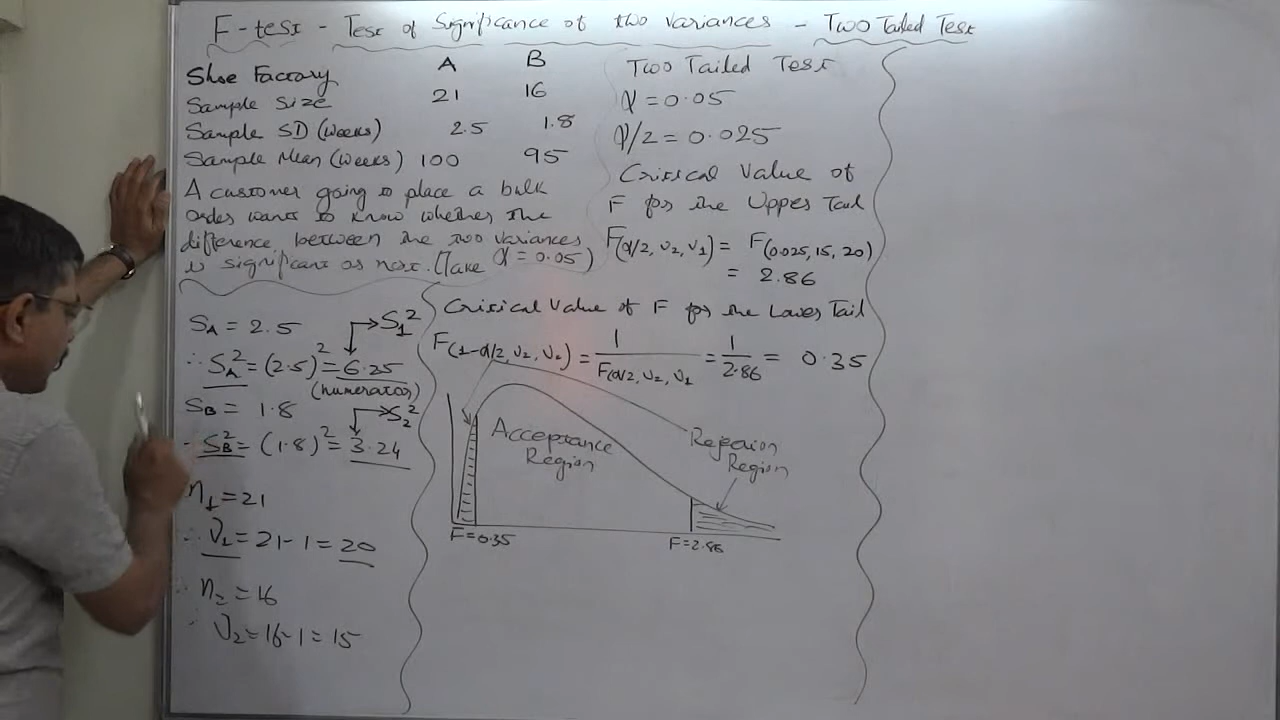 F-test - Test of Significance of two variances - Two Tailed Test
Shoe Factory A B
Sample Size 21 16
Sample SD (weeks) 2.5 1.8
Sample Mean (weeks) 100 95
A customer going to place a bulk
order wants to know whether the
difference between the two variances
is significant or not. (Take α = 0.05)
S_A = 2.5
∴ S_A² = (2.5)² = 6.25 → S₁²
(numerator)
S_B = 1.8
∴ S_B² = (1.8)² = 3.24 → S₂²
n₁ = 21
∴ ν₁ = 21-1 = 20
n₂ = 16
∴ ν₂ = 16-1 = 15
Two Tailed Test
α = 0.05
α/2 = 0.025
Critical Value of
F for the Upper Tail
F(α/2, ν₂, ν₁) = F(0.025, 15, 20)
= 2.86
Critical Value of F for the Lower Tail
F(1-α/2, ν₂, ν₁) = 1/F(α/2, ν₂, ν₁ = 1/2.86 = 0.35
Acceptance
Region
Rejection
Region
F=0.35
F=2.86